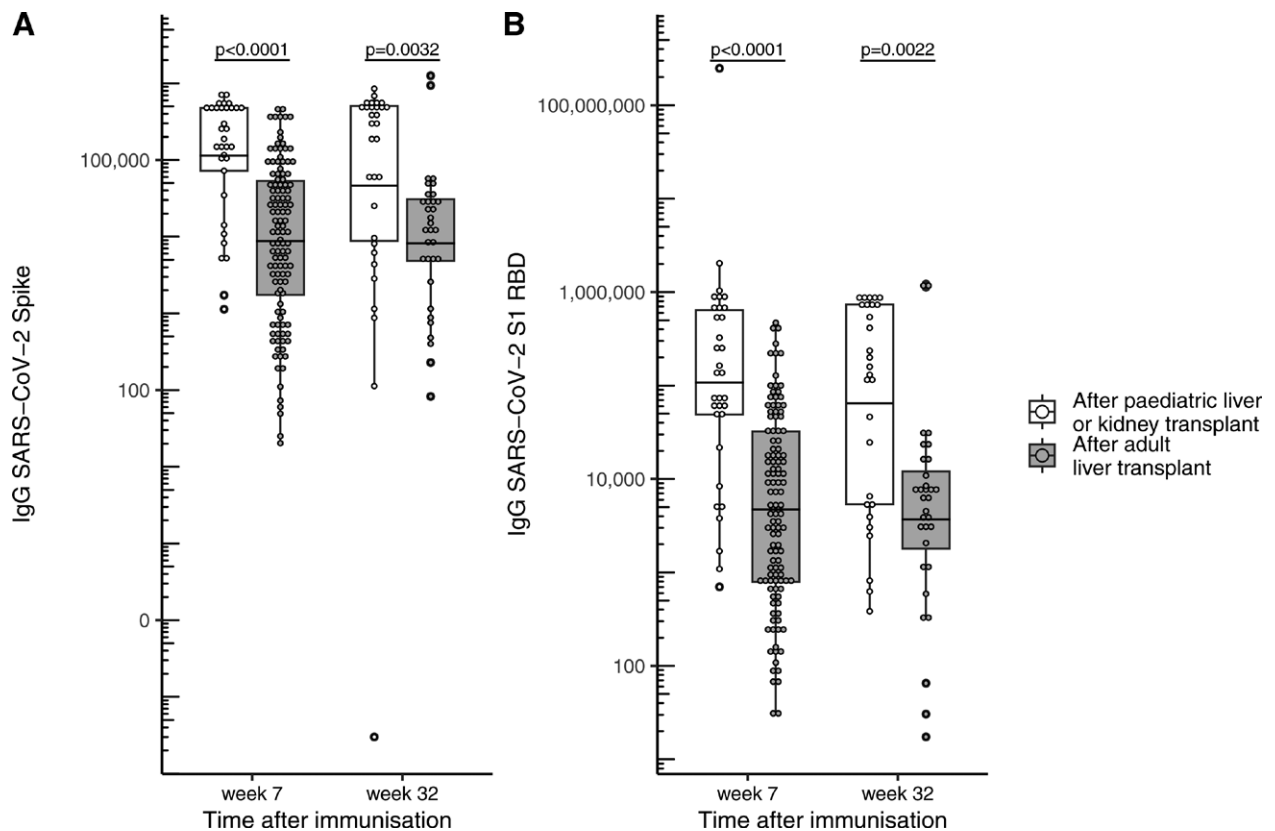 A
p<0.0001
p=0.0032
100,000
100
0
IgG SARS−CoV−2 Spike
week 7
week 32
Time after immunisation
B
p<0.0001
p=0.0022
100,000,000
1,000,000
10,000
100
IgG SARS−CoV−2 S1 RBD
week 7
week 32
Time after immunisation
After paediatric liver
or kidney transplant
After adult
liver transplant